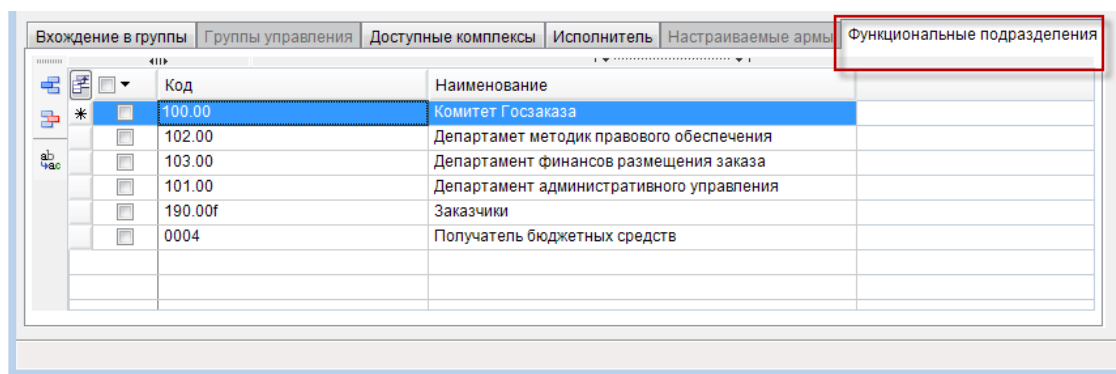 Вхождение в группы Группы управления Доступные комплексы Исполнитель Настраиваемые армы Функциональные подразделения
Код Наименование
100.00 Комитет Госзаказа
102.00 Департамет методик правового обеспечения
103.00 Департамент финансов размещения заказа
101.00 Департамент административного управления
190.00f Заказчики
0004 Получатель бюджетных средств
ab
ac